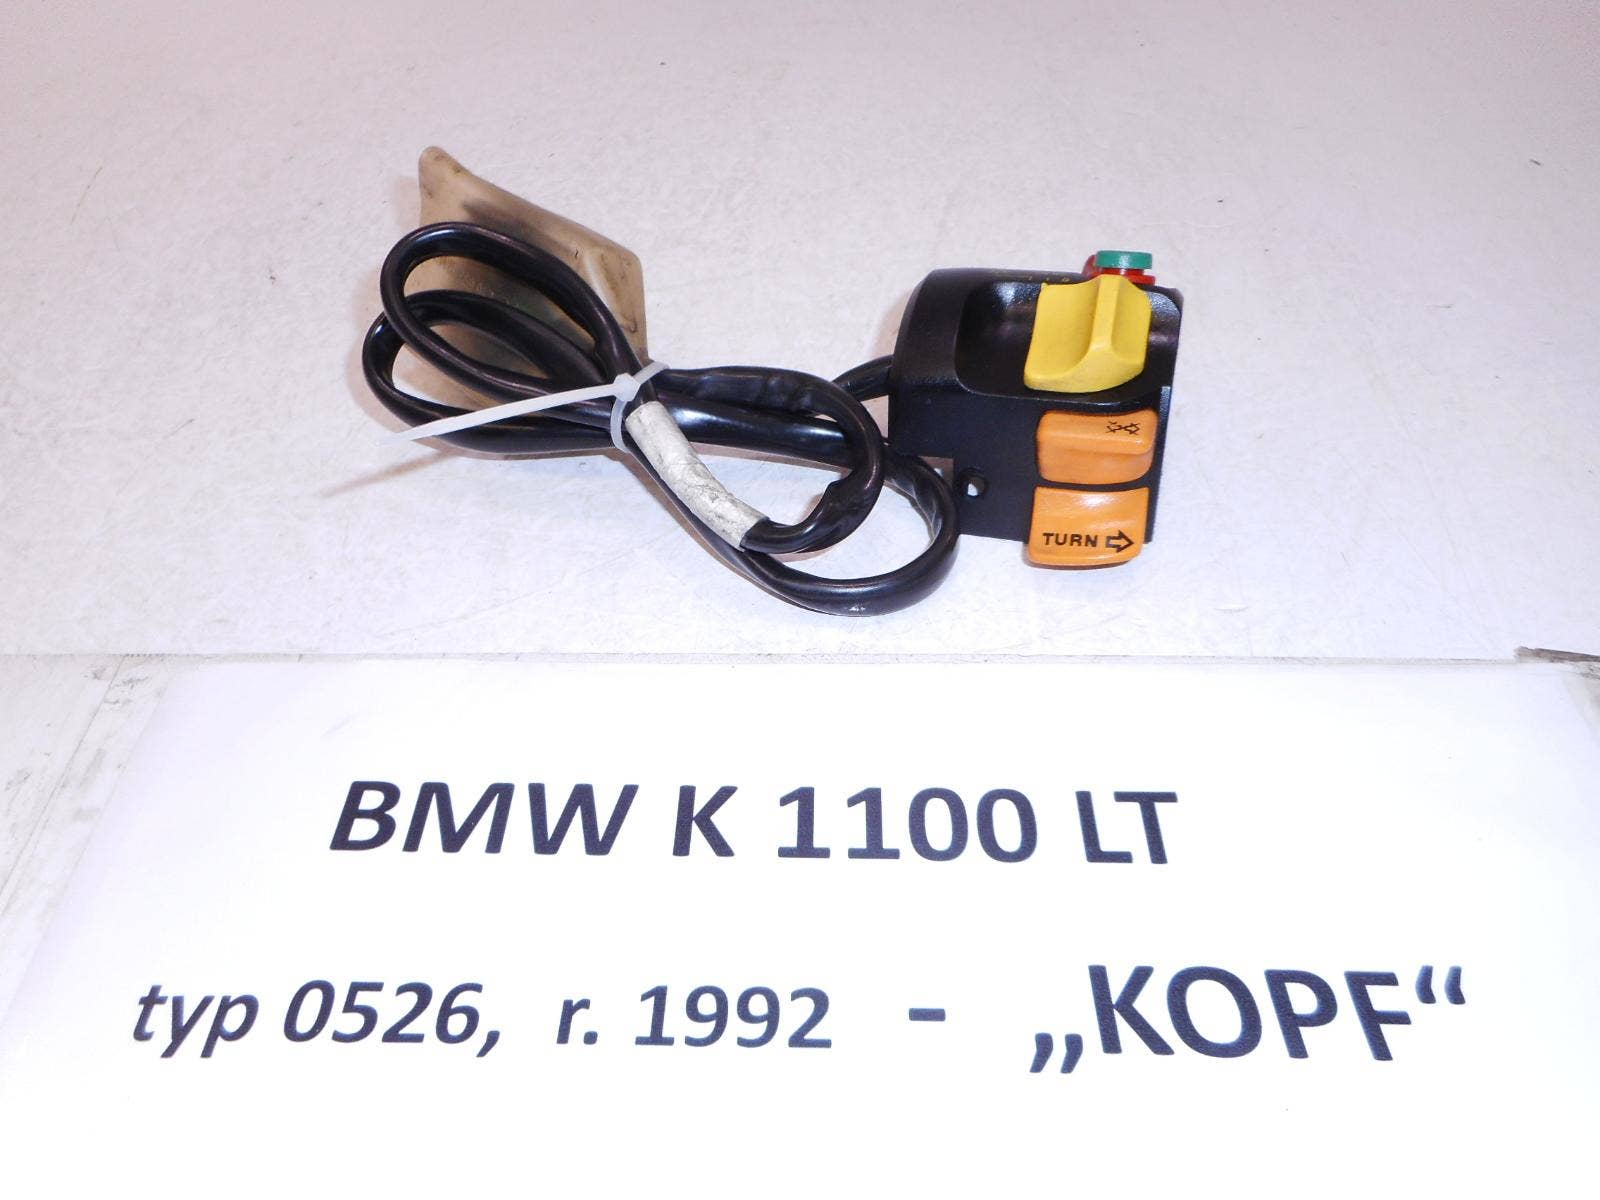 TURN
BMW K 1100 LT
typ 0526, r. 1992 - „KOPF“